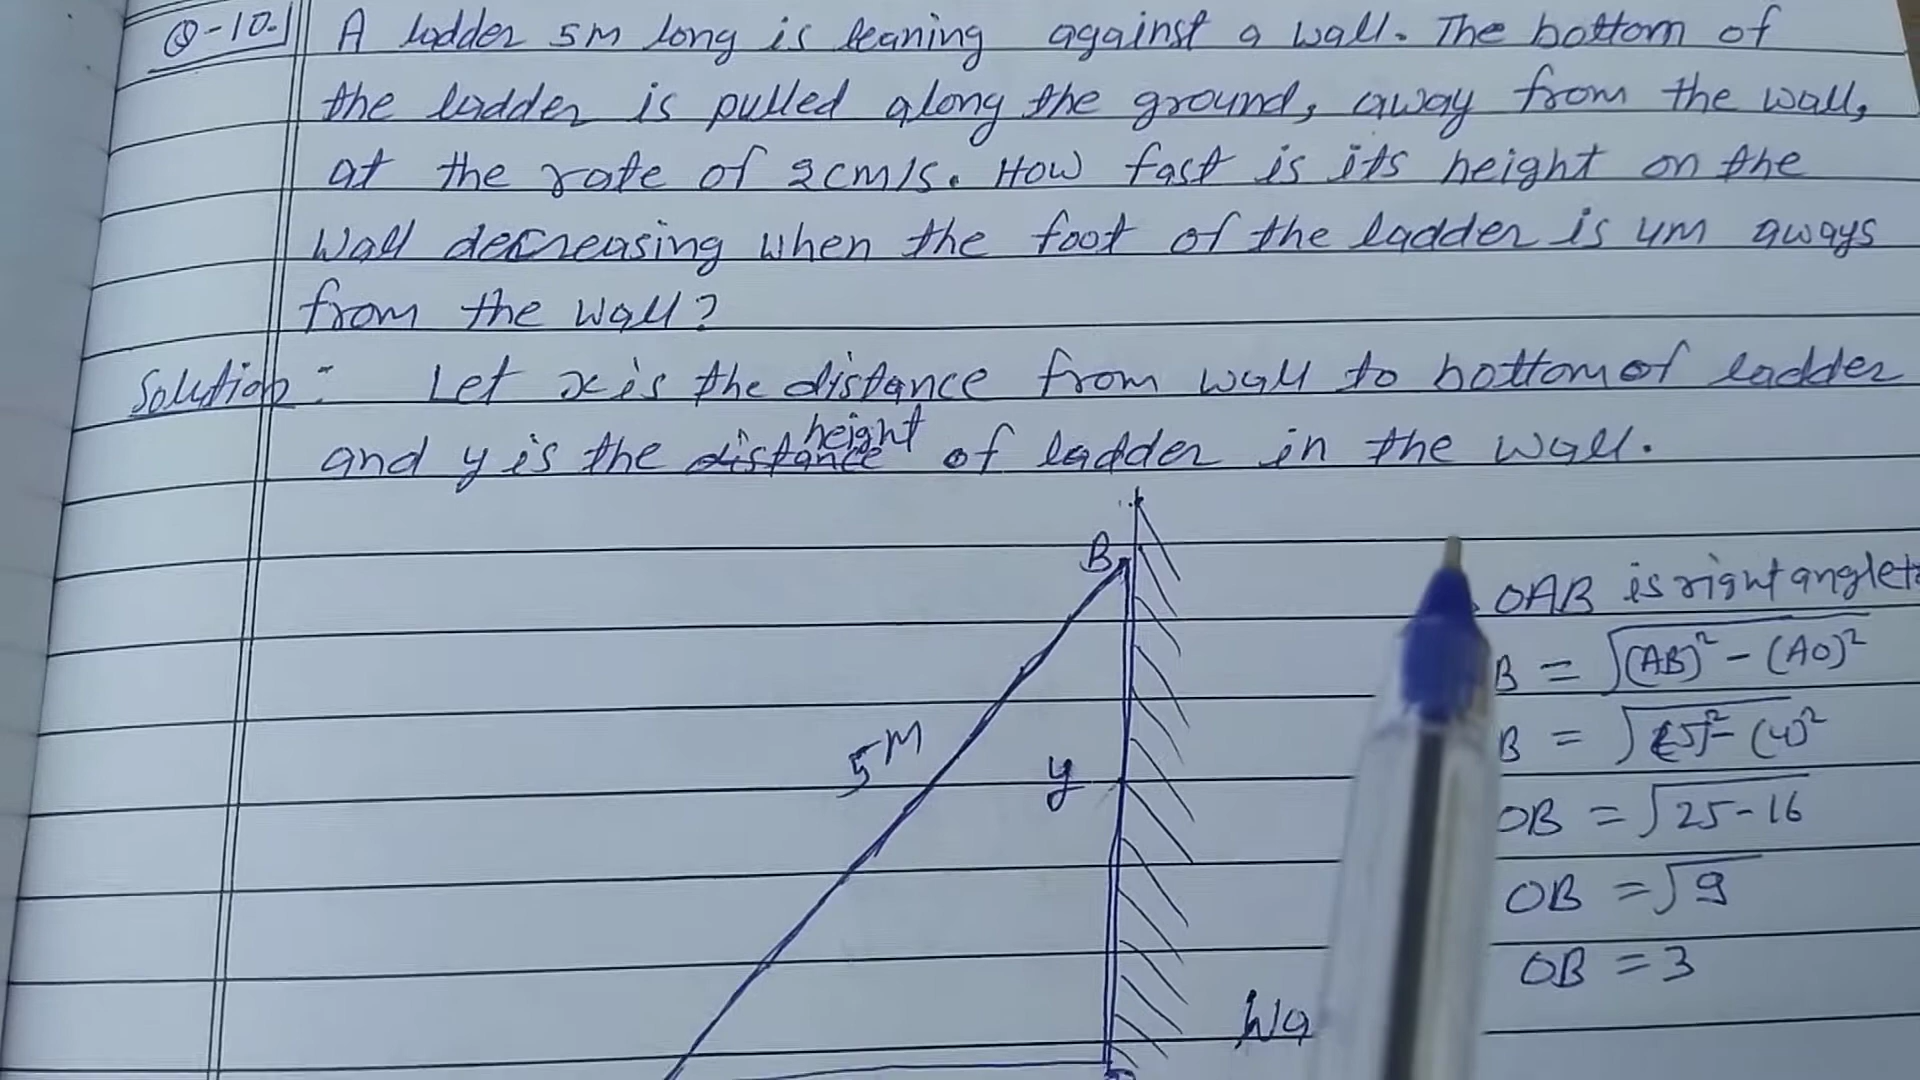 Q-10.
A ladder 5m long is leaning against a wall. The bottom of
the ladder is pulled along the ground, away from the wall,
at the rate of 2cm/s. How fast is its height on the
wall decreasing when the foot of the ladder is 4m aways
from the wall?
Solution: Let x is the distance from wall to bottom of ladder
and y is the height of ladder in the wall.
B
5m
y
OAB is right angle
B = √(AB)² - (AO)²
B = √(5)² - (4)²
OB = √25-16
OB = √9
OB = 3